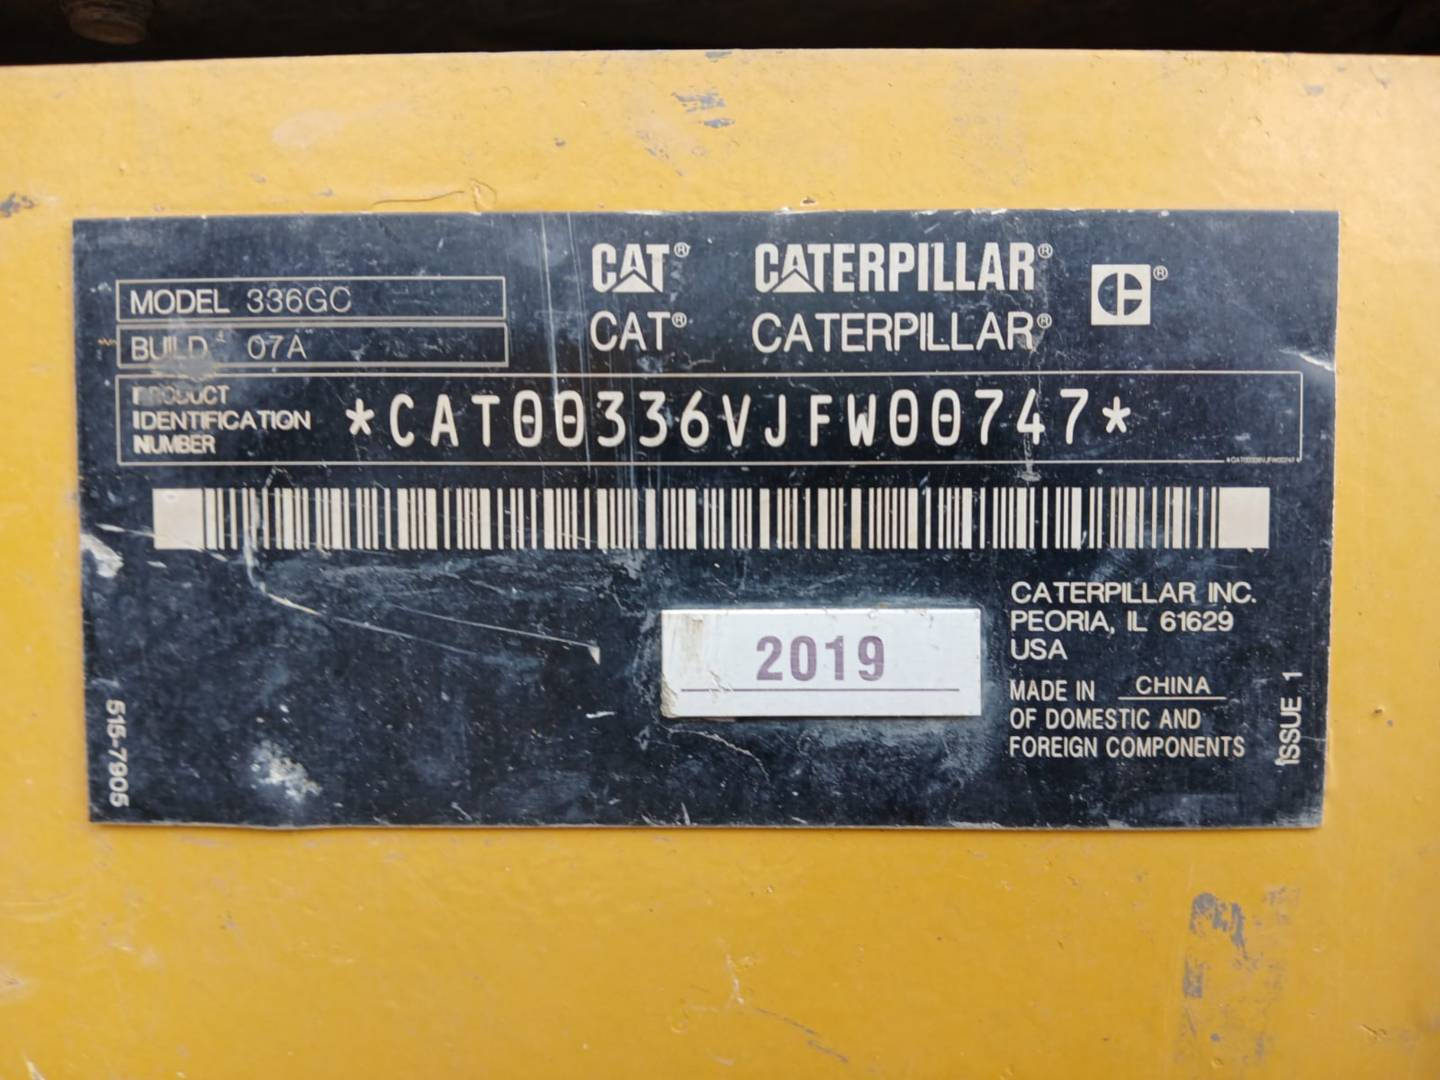 MODEL 336GC
BUILD 07A
CAT® CATERPILLAR® ®
CAT® CATERPILLAR®
PRODUCT
IDENTIFICATION
NUMBER
*CAT00336VJFW00747*
2019
CATERPILLAR INC.
PEORIA, IL 61629
USA
MADE IN CHINA
OF DOMESTIC AND
FOREIGN COMPONENTS
515-7905
ISSUE 1